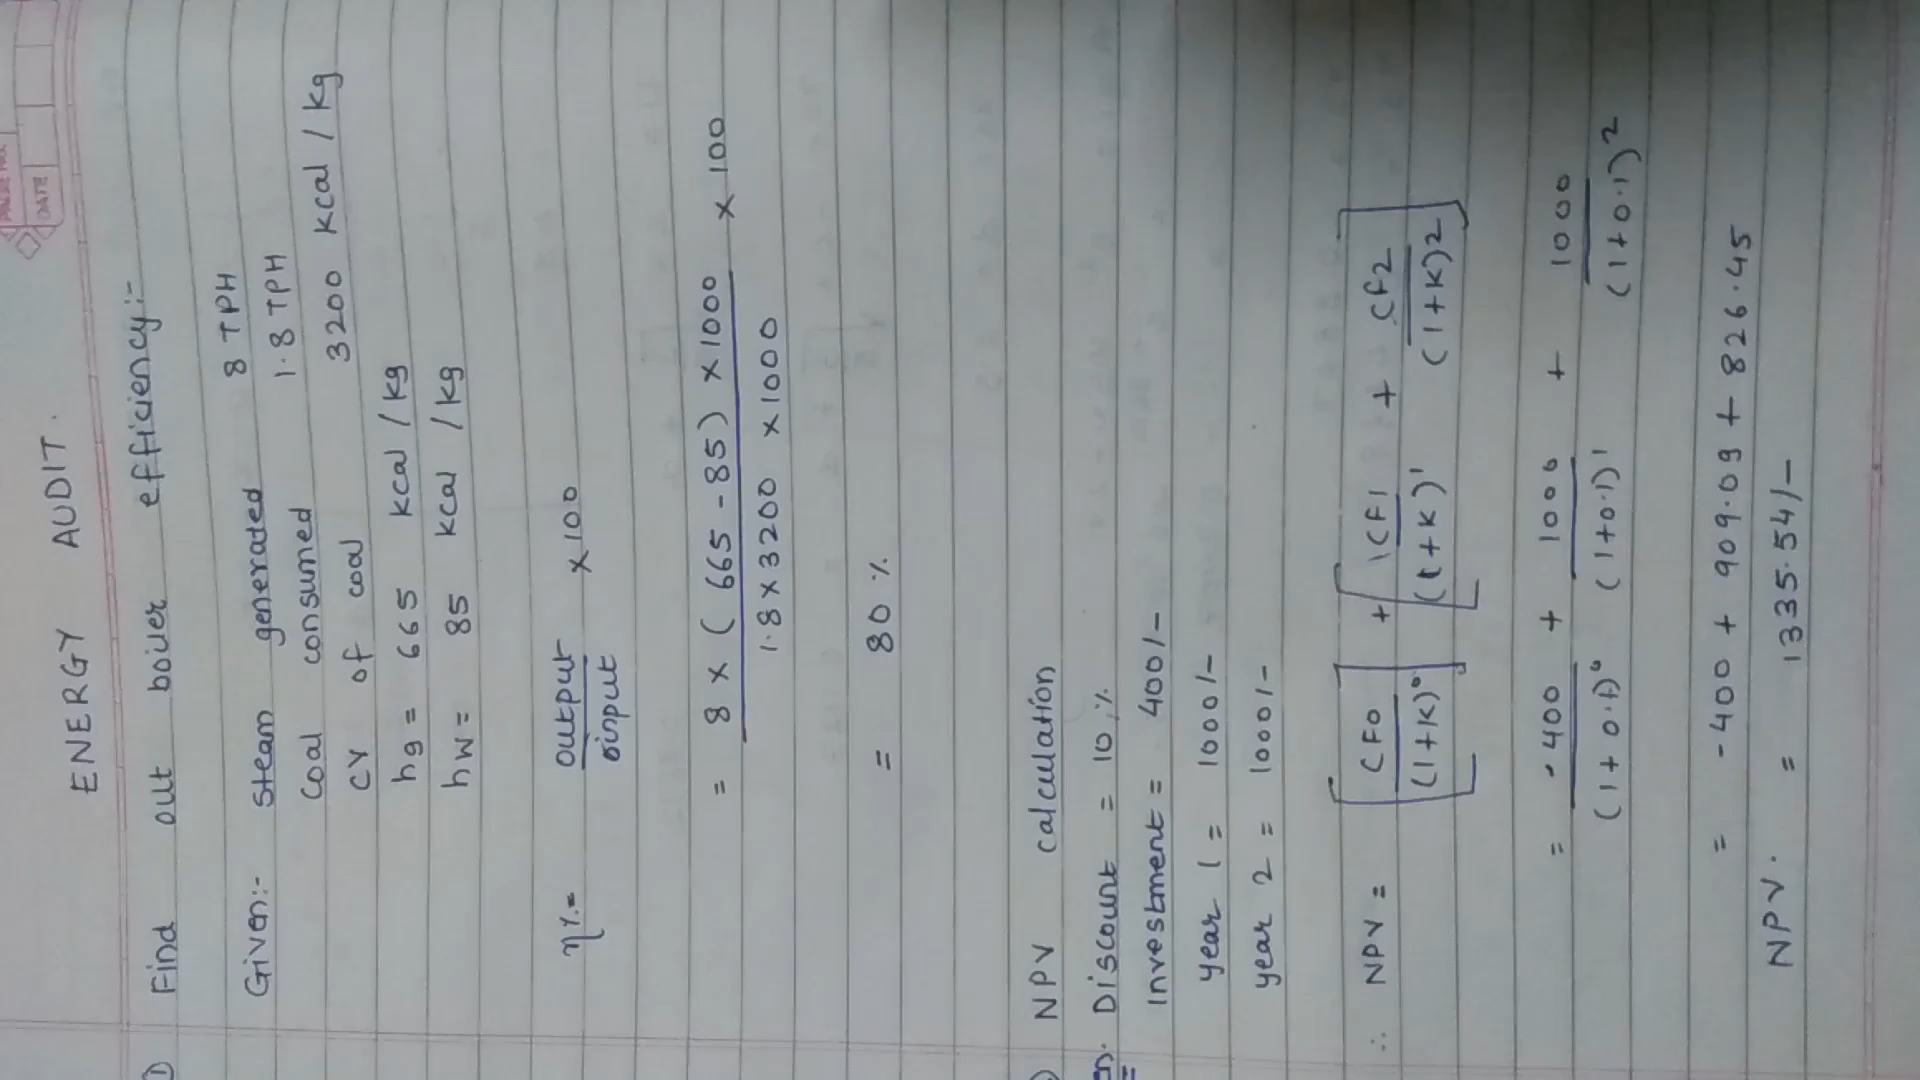 PAGE NO.
DATE
ENERGY AUDIT.
1) Find out boiler efficiency:-
Given:- steam generated 8 TPH
Coal consumed 1.8 TPH
CV of coal 3200 kcal / kg
hg = 665 kcal / kg
hw = 85 kcal / kg
η%= output / input × 100
= 8 × ( 665 - 85 ) × 1000 / 1.8 × 3200 × 1000 × 100
= 80 %
NPV calculation
Discount = 10 %
Investment = 400/-
year 1 = 1000/-
year 2 = 1000/-
∴ NPV = [ CF0 / (1+K)⁰ ] + [ CF1 / (1+K)¹ + CF2 / (1+K)2 ]
= -400 / (1+0.1)⁰ + 1000 / (1+0.1)¹ + 1000 / (1+0.1)²
= -400 + 909.09 + 826.45
NPV. = 1335.54/-